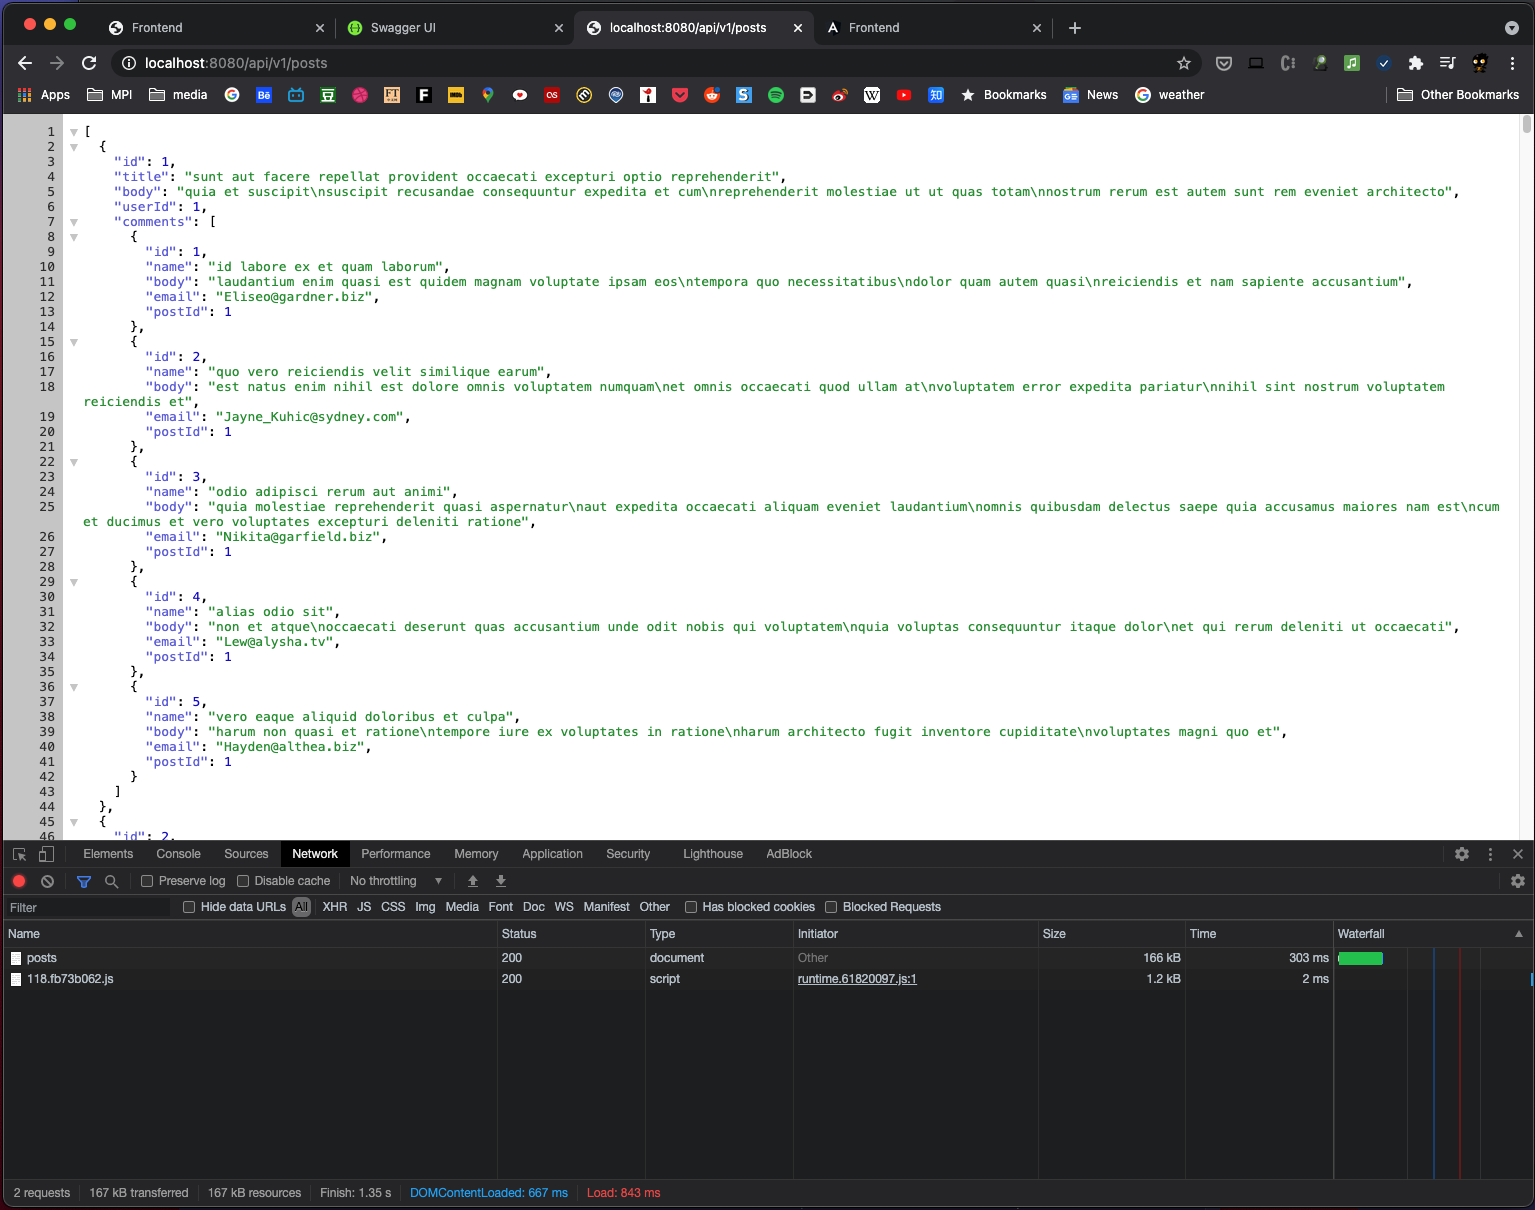 Frontend
Swagger UI
localhost:8080/api/v1/posts
Frontend
localhost:8080/api/v1/posts
Apps MPI media Bē FT F OS W 知 Bookmarks News weather Other Bookmarks
1 [
2 {
3 "id": 1,
4 "title": "sunt aut facere repellat provident occaecati excepturi optio reprehenderit",
5 "body": "quia et suscipit\nsuscipit recusandae consequuntur expedita et cum\nreprehenderit molestiae ut ut quas totam\nnostrum rerum est autem sunt rem eveniet architecto",
6 "userId": 1,
7 "comments": [
8 {
9 "id": 1,
10 "name": "id labore ex et quam laborum",
11 "body": "laudantium enim quasi est quidem magnam voluptate ipsam eos\ntempora quo necessitatibus\ndolor quam autem quasi\nreiciendis et nam sapiente accusantium",
12 "email": "Eliseo@gardner.biz",
13 "postId": 1
14 },
15 {
16 "id": 2,
17 "name": "quo vero reiciendis velit similique earum",
18 "body": "est natus enim nihil est dolore omnis voluptatem numquam\net omnis occaecati quod ullam at\nvoluptatem error expedita pariatur\nnihil sint nostrum voluptatem
reiciendis et",
19 "email": "Jayne_Kuhic@sydney.com",
20 "postId": 1
21 },
22 {
23 "id": 3,
24 "name": "odio adipisci rerum aut animi",
25 "body": "quia molestiae reprehenderit quasi aspernatur\naut expedita occaecati aliquam eveniet laudantium\nomnis quibusdam delectus saepe quia accusamus maiores nam est\ncum
et ducimus et vero voluptates excepturi deleniti ratione",
26 "email": "Nikita@garfield.biz",
27 "postId": 1
28 },
29 {
30 "id": 4,
31 "name": "alias odio sit",
32 "body": "non et atque\noccaecati deserunt quas accusantium unde odit nobis qui voluptatem\nquia voluptas consequuntur itaque dolor\net qui rerum deleniti ut occaecati",
33 "email": "Lew@alysha.tv",
34 "postId": 1
35 },
36 {
37 "id": 5,
38 "name": "vero eaque aliquid doloribus et culpa",
39 "body": "harum non quasi et ratione\ntempore iure ex voluptates in ratione\nharum architecto fugit inventore cupiditate\nvoluptates magni quo et",
40 "email": "Hayden@althea.biz",
41 "postId": 1
42 }
43 ]
44 },
45 {
46 "id": 2,
Elements Console Sources Network Performance Memory Application Security Lighthouse AdBlock
Preserve log Disable cache No throttling
Filter Hide data URLs All XHR JS CSS Img Media Font Doc WS Manifest Other Has blocked cookies Blocked Requests
Name Status Type Initiator Size Time Waterfall
posts 200 document Other 166 kB 303 ms
118.fb73b062.js 200 script runtime.61820097.js:1 1.2 kB 2 ms
2 requests 167 kB transferred 167 kB resources Finish: 1.35 s DOMContentLoaded: 667 ms Load: 843 ms